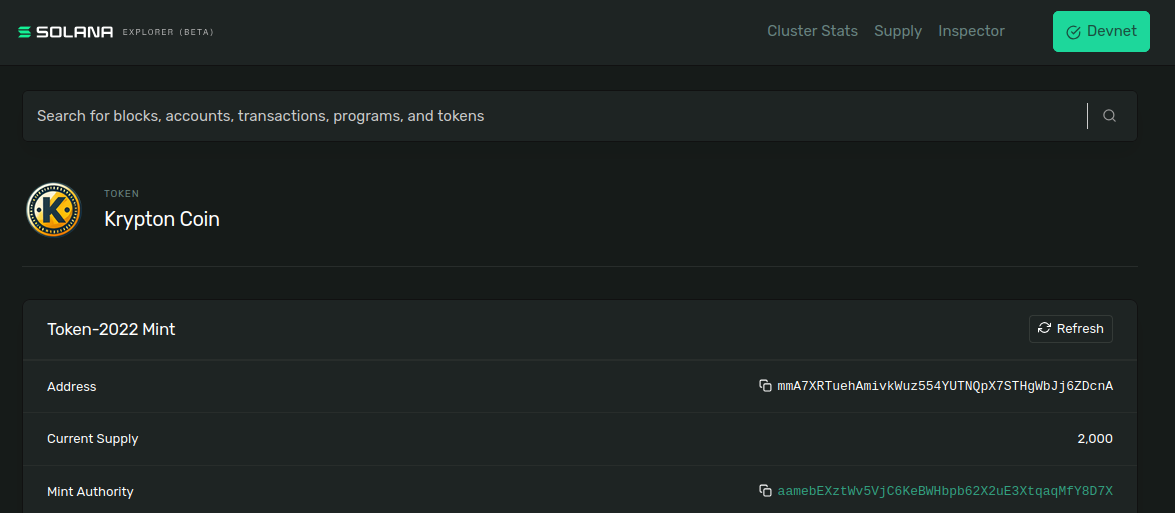 SOLANA EXPLORER (BETA) Cluster Stats Supply Inspector Devnet
Search for blocks, accounts, transactions, programs, and tokens
K
TOKEN
Krypton Coin
Token-2022 Mint Refresh
Address mmA7XRTuehAmivkWuz554YUTNQpX7STHgWbJj6ZDcnA
Current Supply 2,000
Mint Authority aamebEXztWv5VjC6KeBWHbpb62X2uE3XtqaqMfY8D7X